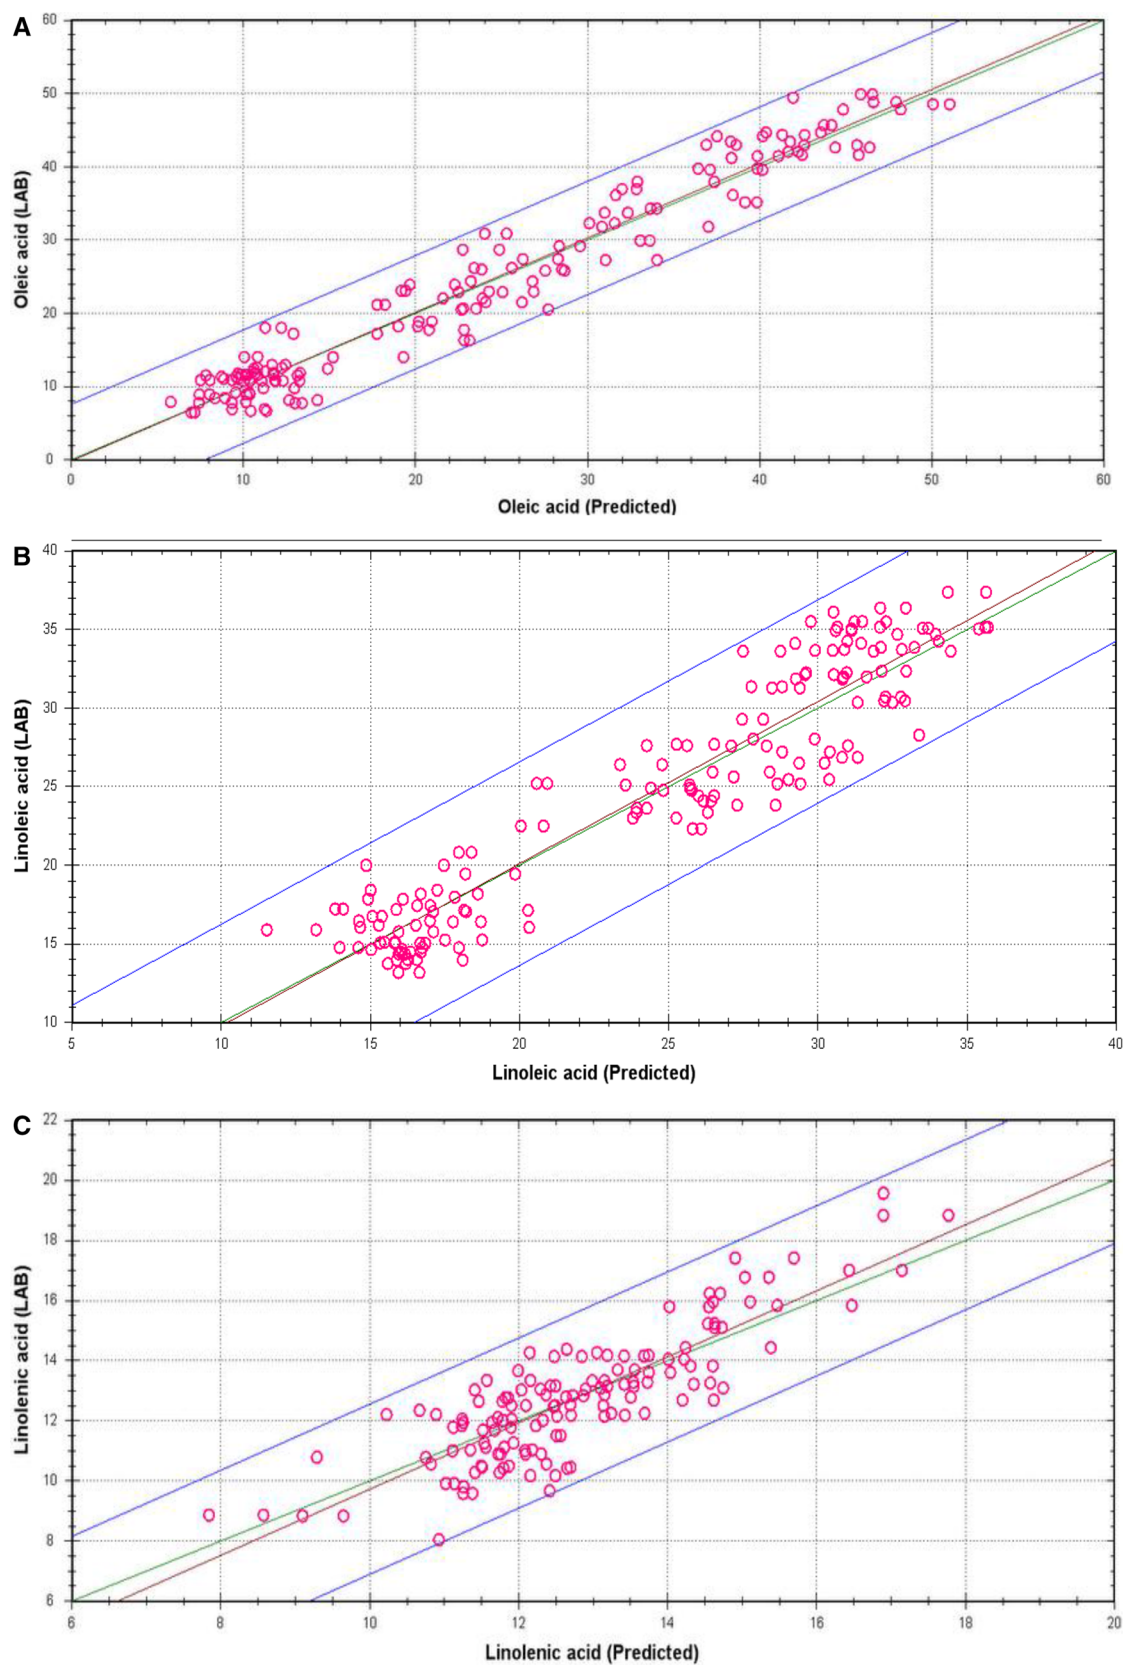 A
60
50
40
30
20
10
0
Oleic acid (LAB)
0 10 20 30 40 50 60
Oleic acid (Predicted)
B
40
35
30
25
20
15
10
Linoleic acid (LAB)
5 10 15 20 25 30 35 40
Linoleic acid (Predicted)
C
22
20
18
16
14
12
10
8
6
Linolenic acid (LAB)
6 8 10 12 14 16 18 20
Linolenic acid (Predicted)